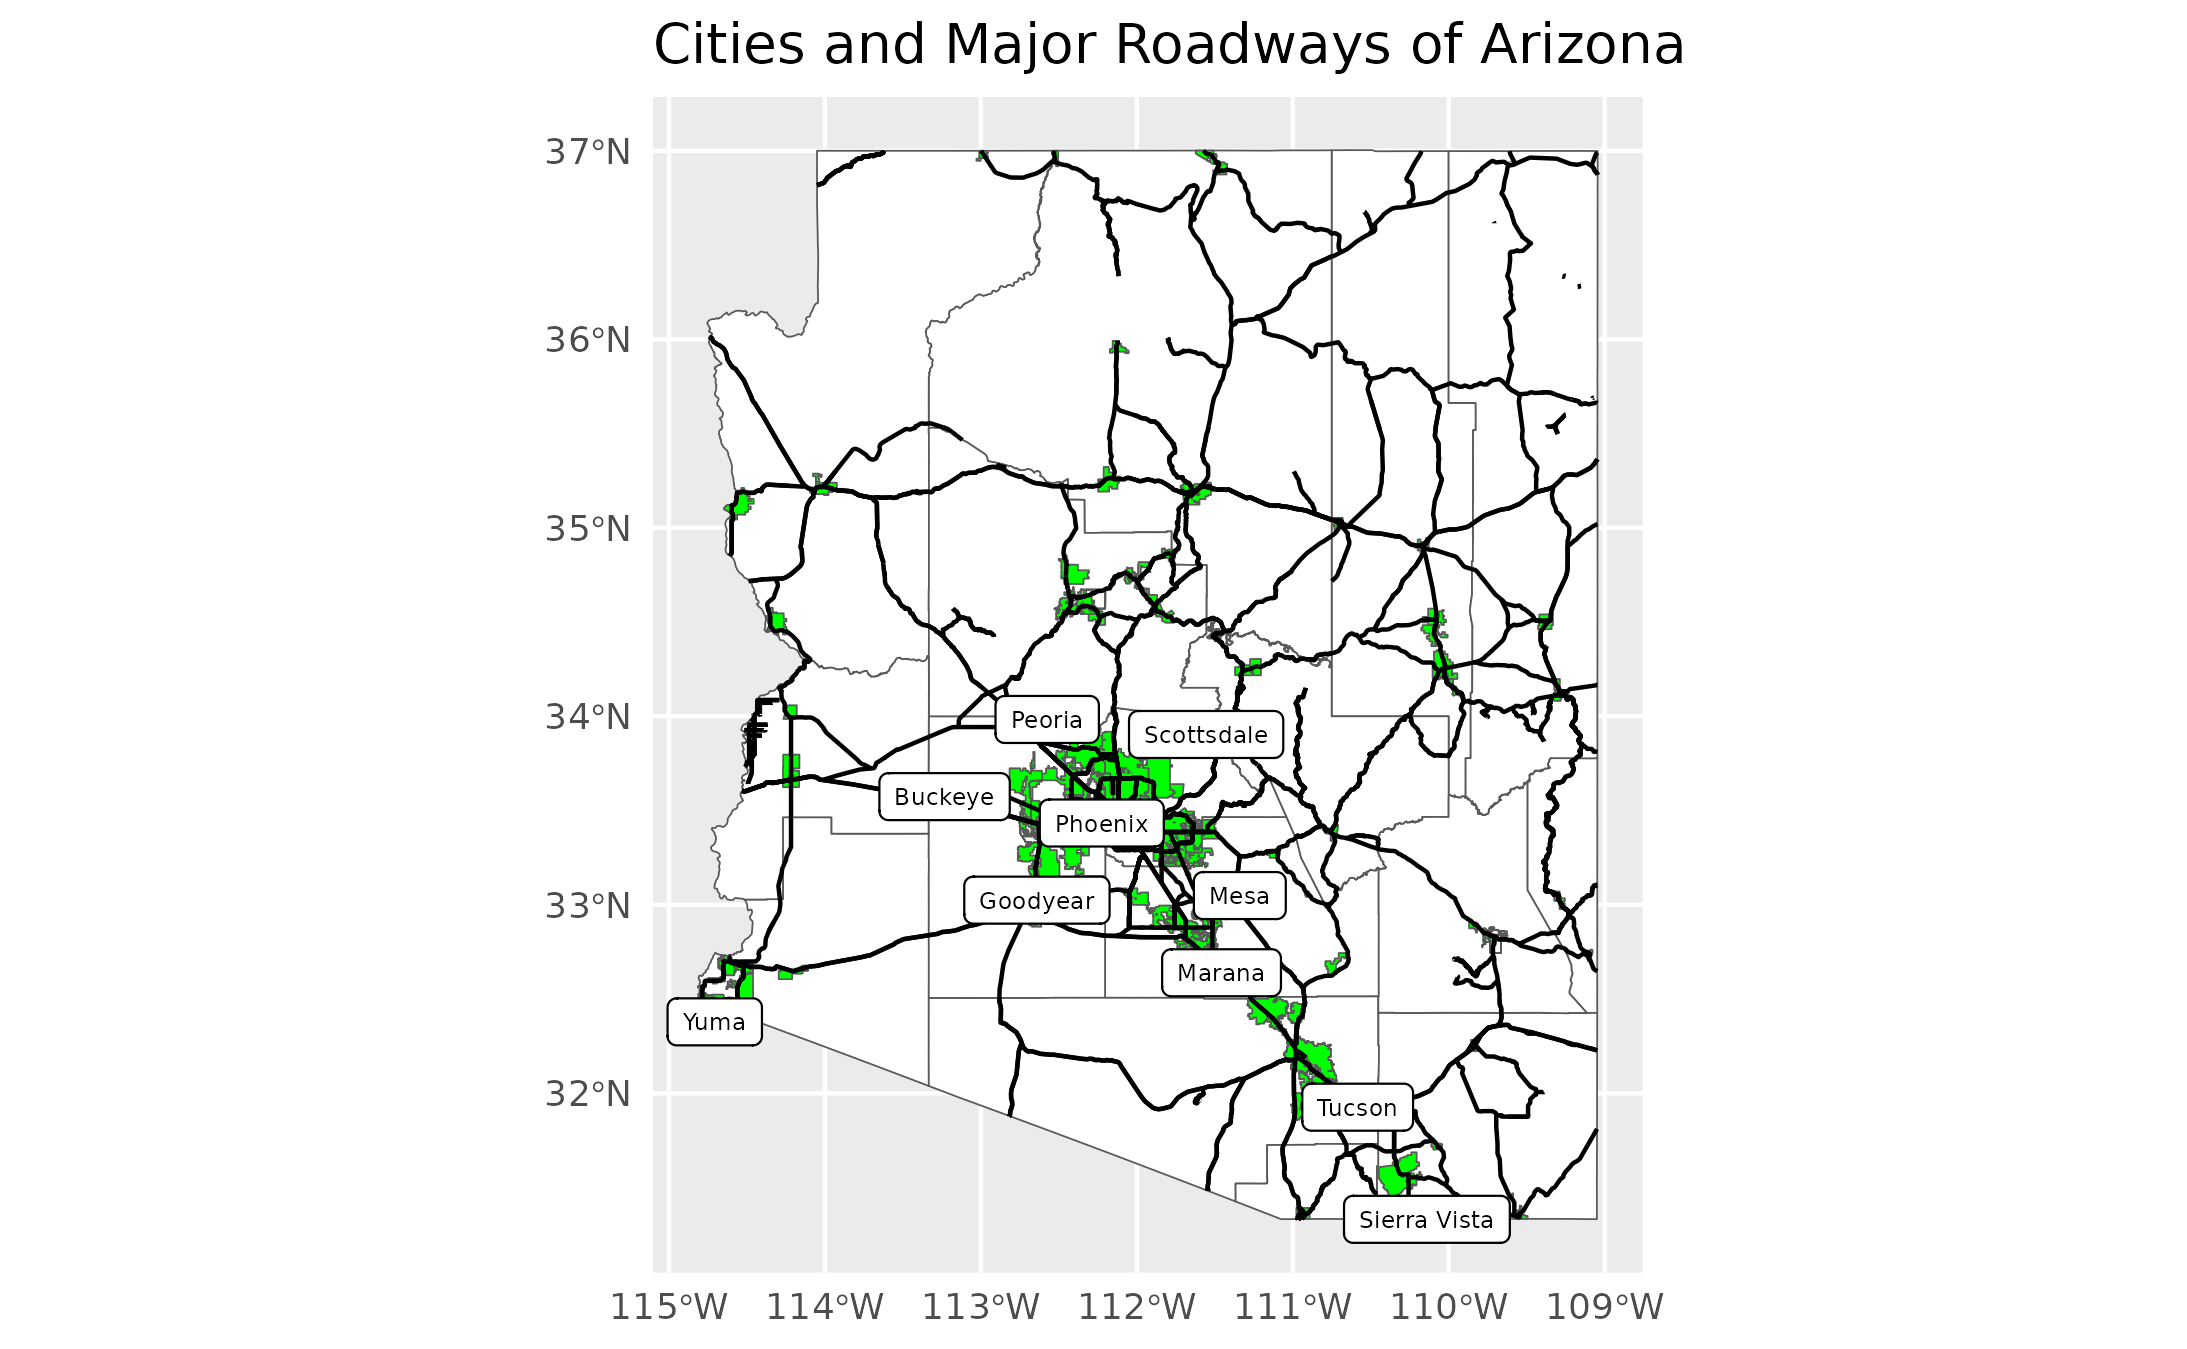 Cities and Major Roadways of Arizona
37°N
36°N
35°N
34°N
33°N
32°N
Peoria
Scottsdale
Buckeye
Phoenix
Goodyear
Mesa
Marana
Yuma
Tucson
Sierra Vista
115°W 114°W 113°W 112°W 111°W 110°W 109°W